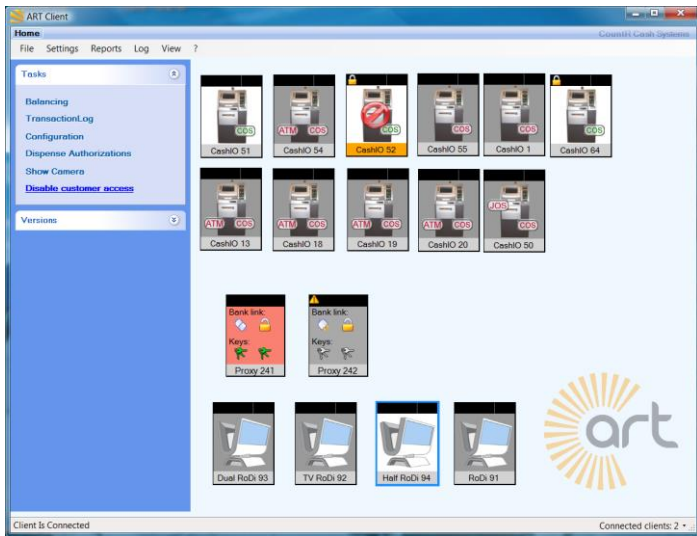 ART Client
Home
CountR Cash Systems
File Settings Reports Log View ?
Tasks
Balancing
TransactionLog
Configuration
Dispense Authorizations
Show Camera
Disable customer access
Versions
COS
ATM COS
COS
COS
COS
COS
CashIO 51
CashIO 54
CashIO 52
CashIO 55
CashIO 1
CashIO 64
ATM COS
ATM COS
ATM COS
ATM COS
JOS
COS
CashIO 13
CashIO 18
CashIO 19
CashIO 20
CashIO 50
Bank link:
Keys:
Proxy 241
Bank link:
Keys:
Proxy 242
Dual RoDi 93
TV RoDi 92
Half RoDi 94
RoDi 91
art
Client Is Connected
Connected clients: 2